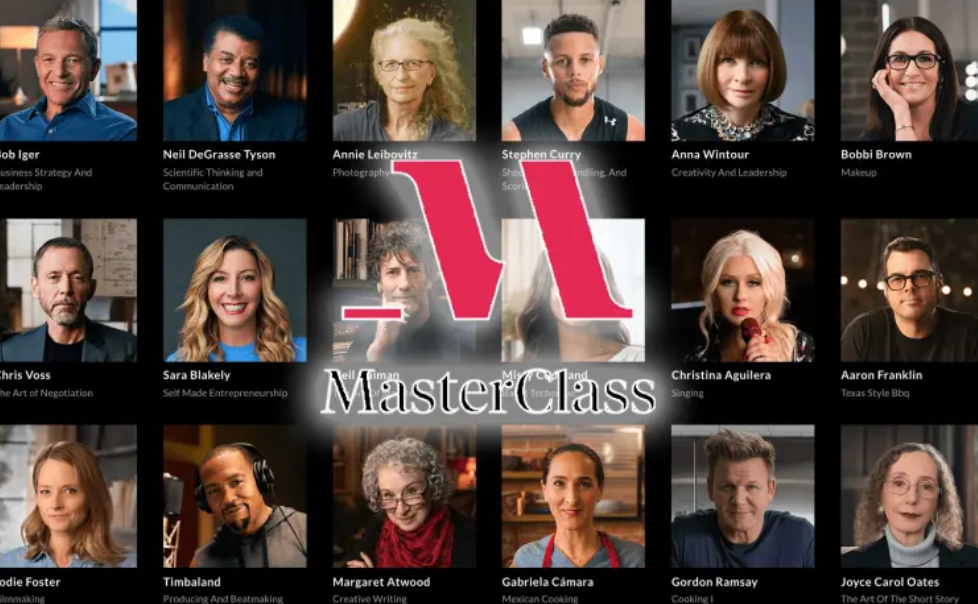 ob Iger
Neil DeGrasse Tyson
Annie Leibovitz
Stephen Curry
Anna Wintour
Bobbi Brown
usiness Strategy And
eadership
Scientific Thinking and
Communication
Photography
And
Creativity And Leadership
Makeup
Chris Voss
Sara Blakely
Christina Aguilera
Aaron Franklin
he Art of Negotiation
Self Made Entrepreneurship
Singing
Texas Style Bbq
MasterClass
odie Foster
Timbaland
Margaret Atwood
Gabriela Cámara
Gordon Ramsay
Joyce Carol Oates
ilmmaking
Producing And Beatmaking
Creative Writing
Mexican Cooking
Cooking I
The Art Of The Short Story